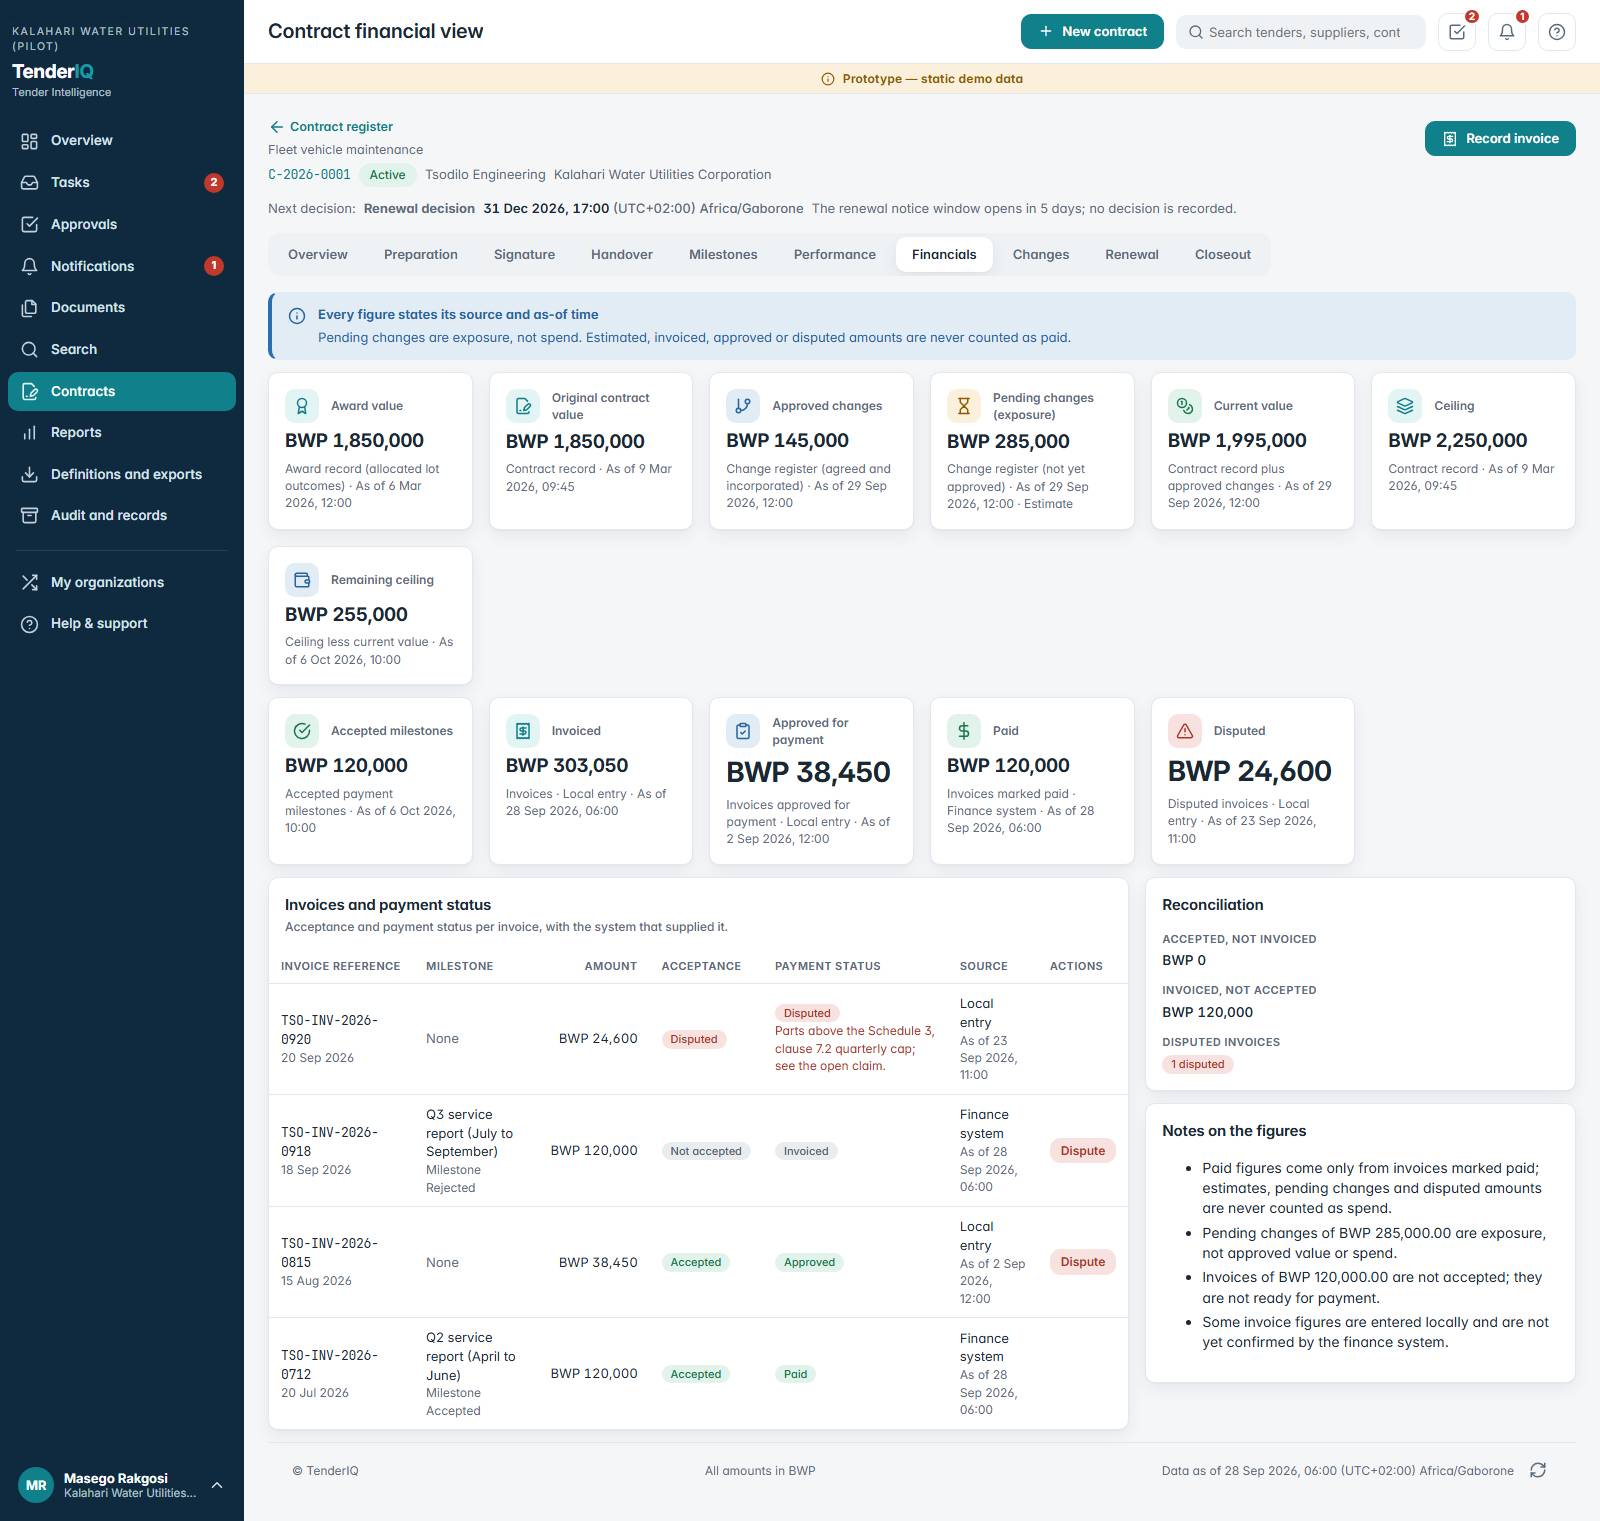 KALAHARI WATER UTILITIES
(PILOT)
TenderIQ
Tender Intelligence
Overview
Tasks 2
Approvals
Notifications 1
Documents
Search
Contracts
Reports
Definitions and exports
Audit and records
My organizations
Help & support
MR
Masego Rakgosi
Kalahari Water Utilities...
Contract financial view
New contract
Search tenders, suppliers, cont
2
1
Prototype — static demo data
Contract register
Record invoice
Fleet vehicle maintenance
C-2026-0001 Active Tsodilo Engineering Kalahari Water Utilities Corporation
Next decision: Renewal decision 31 Dec 2026, 17:00 (UTC+02:00) Africa/Gaborone The renewal notice window opens in 5 days; no decision is recorded.
Overview Preparation Signature Handover Milestones Performance Financials Changes Renewal Closeout
Every figure states its source and as-of time
Pending changes are exposure, not spend. Estimated, invoiced, approved or disputed amounts are never counted as paid.
Award value
BWP 1,850,000
Award record (allocated lot
outcomes) · As of 6 Mar
2026, 12:00
Original contract
value
BWP 1,850,000
Contract record · As of 9 Mar
2026, 09:45
Approved changes
BWP 145,000
Change register (agreed and
incorporated) · As of 29 Sep
2026, 12:00
Pending changes
(exposure)
BWP 285,000
Change register (not yet
approved) · As of 29 Sep
2026, 12:00 · Estimate
Current value
BWP 1,995,000
Contract record plus
approved changes · As of 29
Sep 2026, 12:00
Ceiling
BWP 2,250,000
Contract record · As of 9 Mar
2026, 09:45
Remaining ceiling
BWP 255,000
Ceiling less current value · As
of 6 Oct 2026, 10:00
Accepted milestones
BWP 120,000
Accepted payment
milestones · As of 6 Oct 2026,
10:00
Invoiced
BWP 303,050
Invoices · Local entry · As of
28 Sep 2026, 06:00
Approved for
payment
BWP 38,450
Invoices approved for
payment · Local entry · As of
2 Sep 2026, 12:00
Paid
BWP 120,000
Invoices marked paid ·
Finance system · As of 28
Sep 2026, 06:00
Disputed
BWP 24,600
Disputed invoices · Local
entry · As of 23 Sep 2026,
11:00
Invoices and payment status
Acceptance and payment status per invoice, with the system that supplied it.
INVOICE REFERENCE MILESTONE AMOUNT ACCEPTANCE PAYMENT STATUS SOURCE ACTIONS
TSO-INV-2026-
0920
20 Sep 2026
None
BWP 24,600
Disputed
Disputed
Parts above the Schedule 3,
clause 7.2 quarterly cap;
see the open claim.
Local
entry
As of 23
Sep 2026,
11:00
TSO-INV-2026-
0918
18 Sep 2026
Q3 service
report (July to
September)
Milestone
Rejected
BWP 120,000
Not accepted
Invoiced
Finance
system
As of 28
Sep 2026,
06:00
Dispute
TSO-INV-2026-
0815
15 Aug 2026
None
BWP 38,450
Accepted
Approved
Local
entry
As of 2 Sep
2026,
12:00
Dispute
TSO-INV-2026-
0712
20 Jul 2026
Q2 service
report (April to
June)
Milestone
Accepted
BWP 120,000
Accepted
Paid
Finance
system
As of 28
Sep 2026,
06:00
Reconciliation
ACCEPTED, NOT INVOICED
BWP 0
INVOICED, NOT ACCEPTED
BWP 120,000
DISPUTED INVOICES
1 disputed
Notes on the figures
• Paid figures come only from invoices marked paid;
estimates, pending changes and disputed amounts
are never counted as spend.
• Pending changes of BWP 285,000.00 are exposure,
not approved value or spend.
• Invoices of BWP 120,000.00 are not accepted; they
are not ready for payment.
• Some invoice figures are entered locally and are not
yet confirmed by the finance system.
© TenderIQ
All amounts in BWP
Data as of 28 Sep 2026, 06:00 (UTC+02:00) Africa/Gaborone